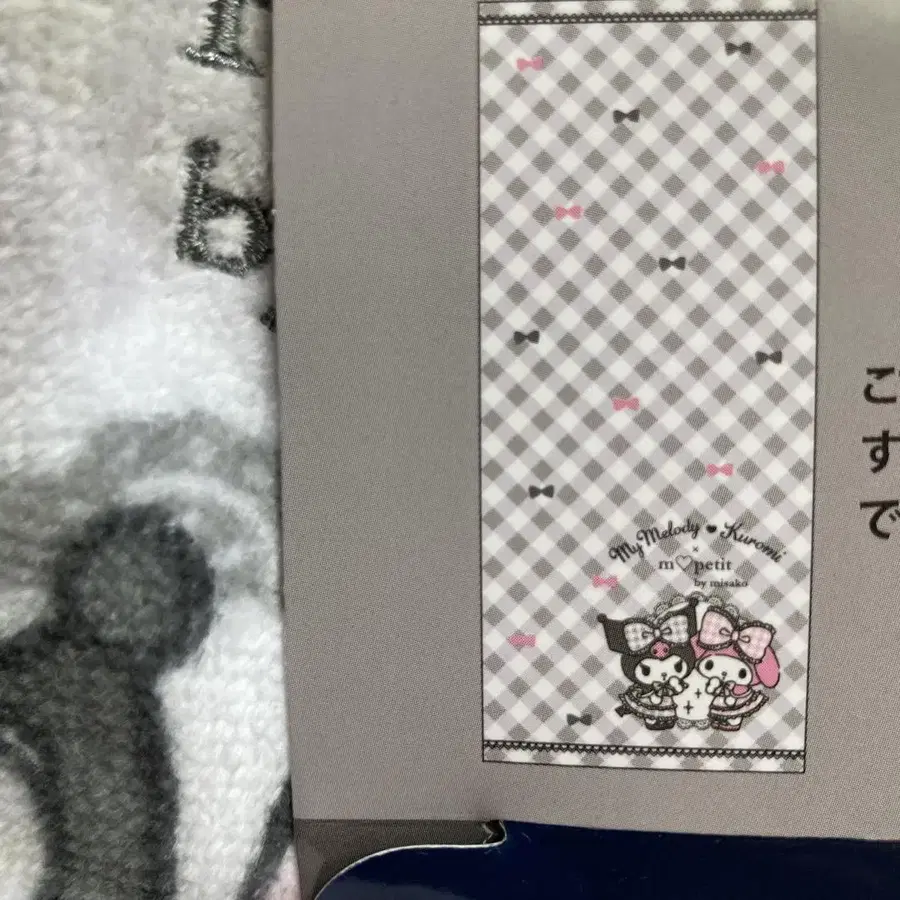 My Melody ♥ Kuromi
×
m♡petit
by misako
こ
す
で